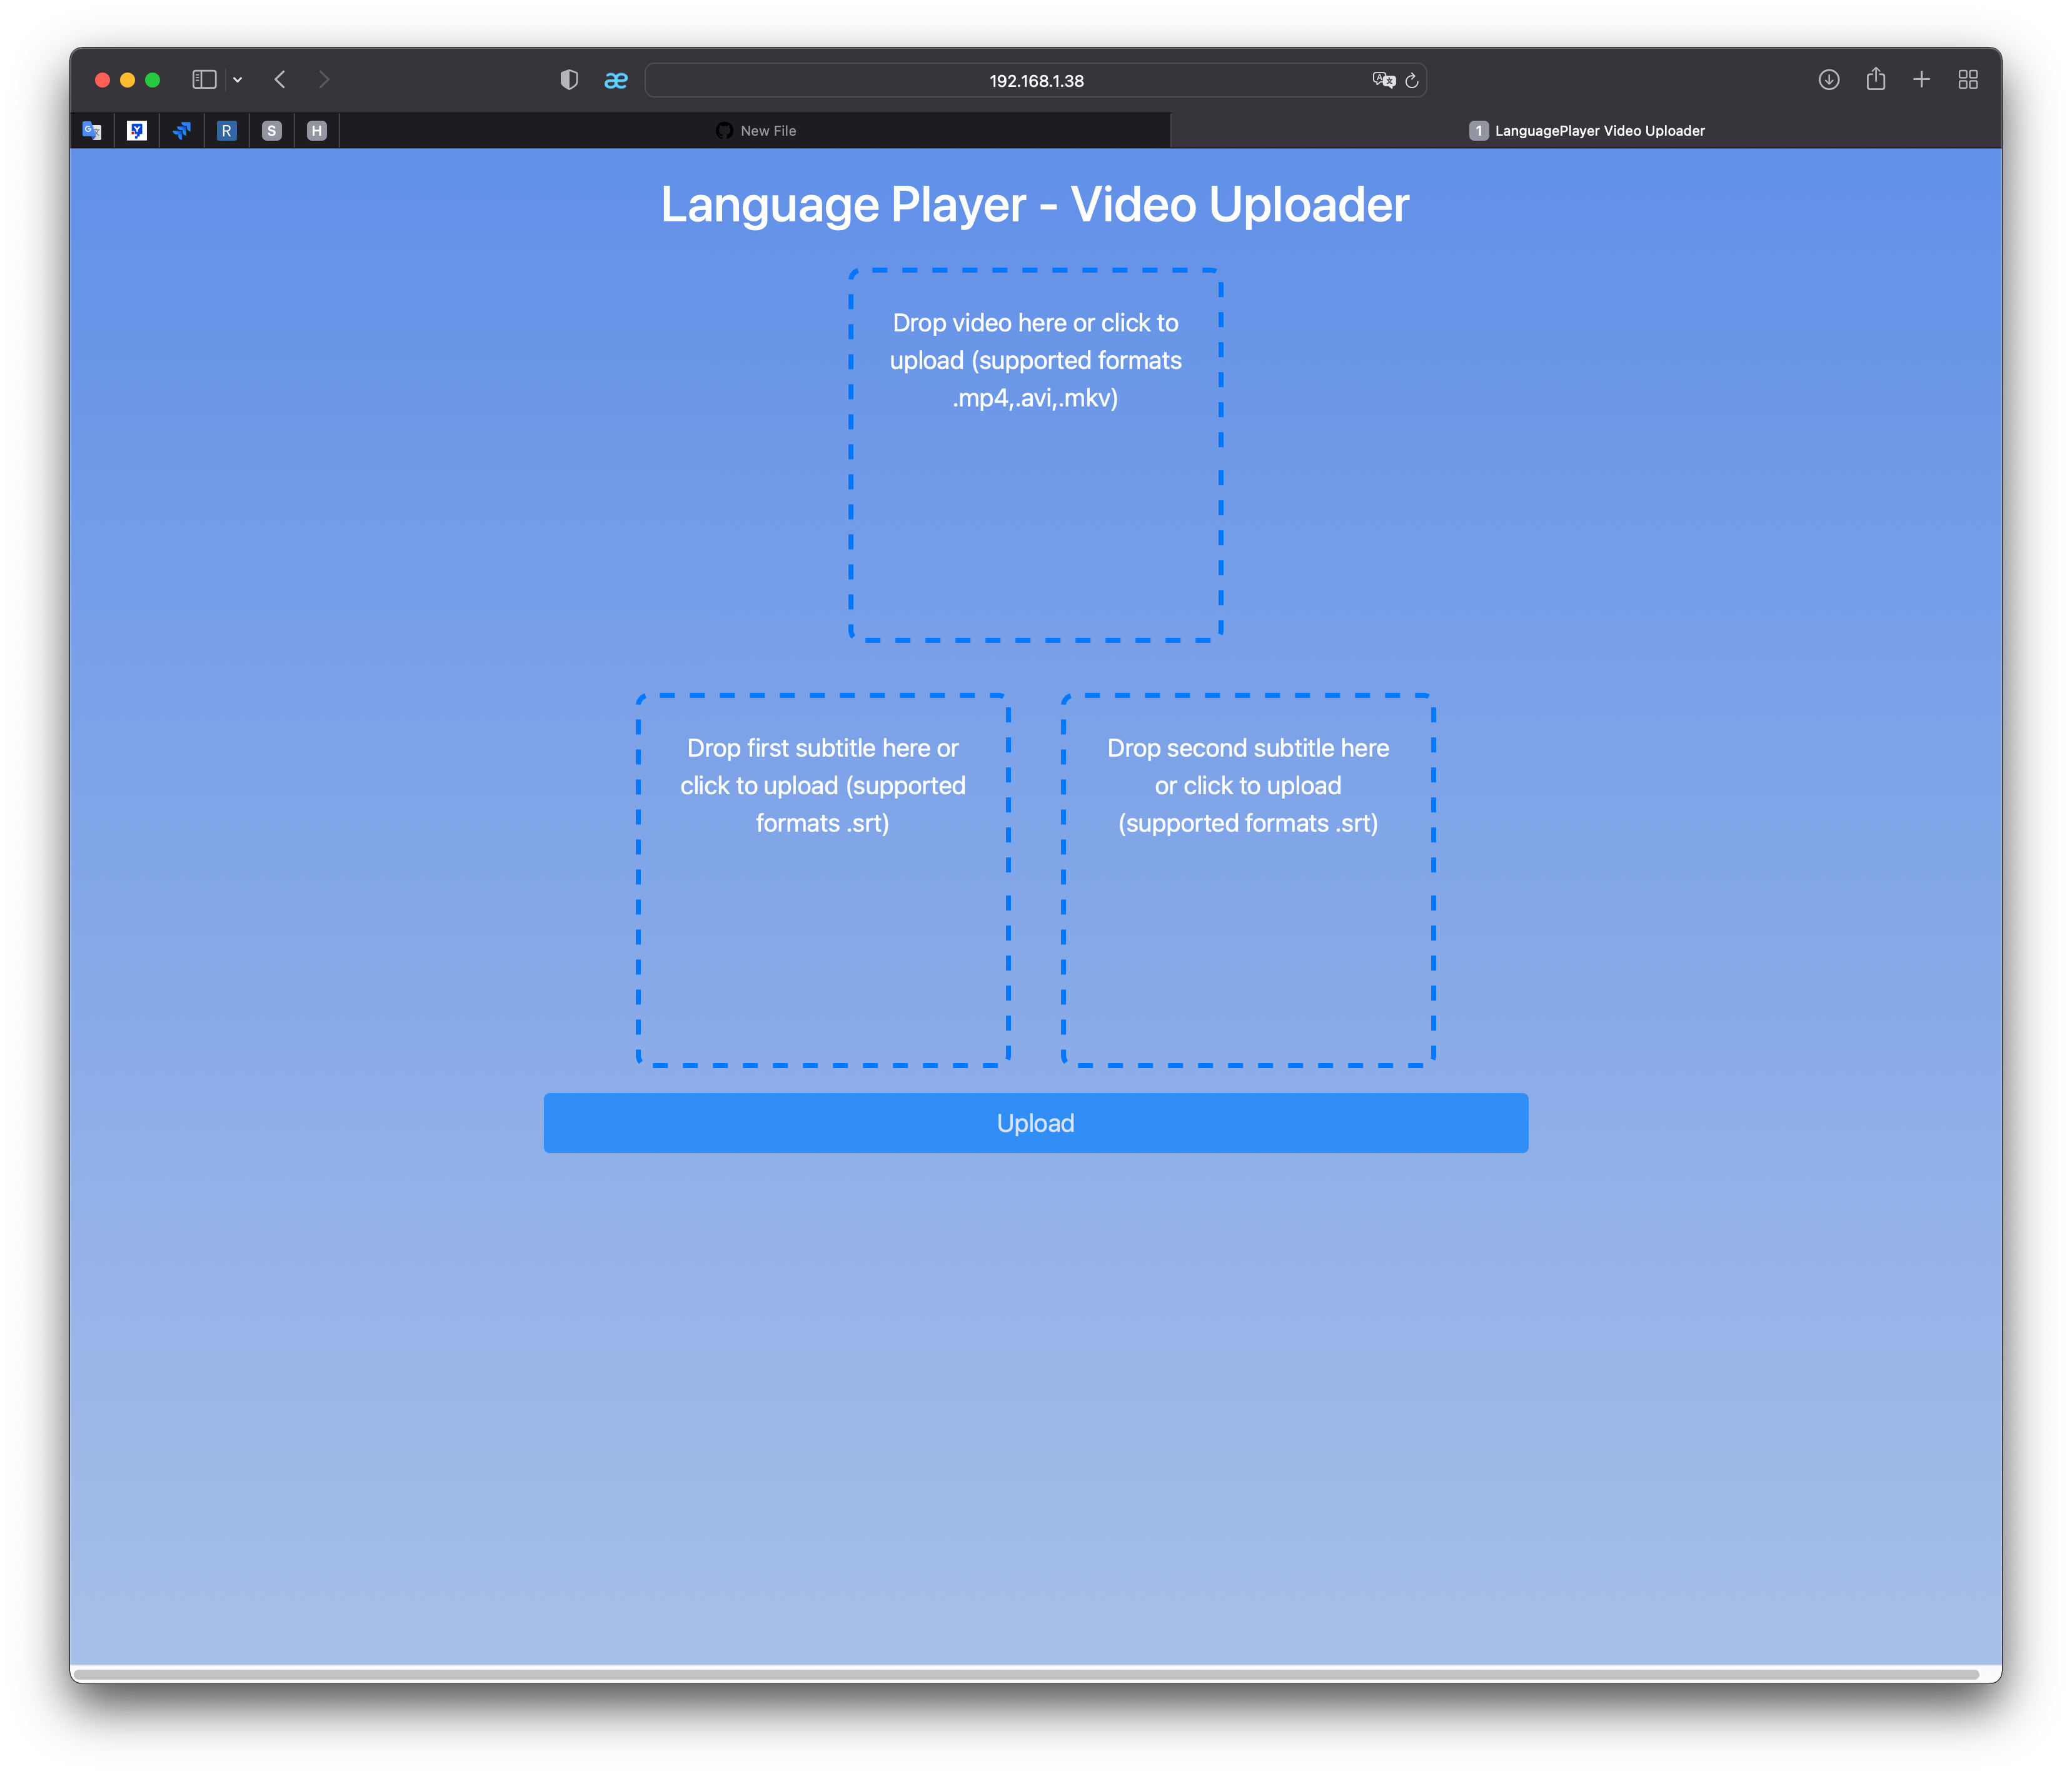 192.168.1.38
R
S
H
New File
1 LanguagePlayer Video Uploader
Language Player - Video Uploader
Drop video here or click to
upload (supported formats
.mp4,.avi,.mkv)
Drop first subtitle here or
click to upload (supported
formats .srt)
Drop second subtitle here
or click to upload
(supported formats .srt)
Upload